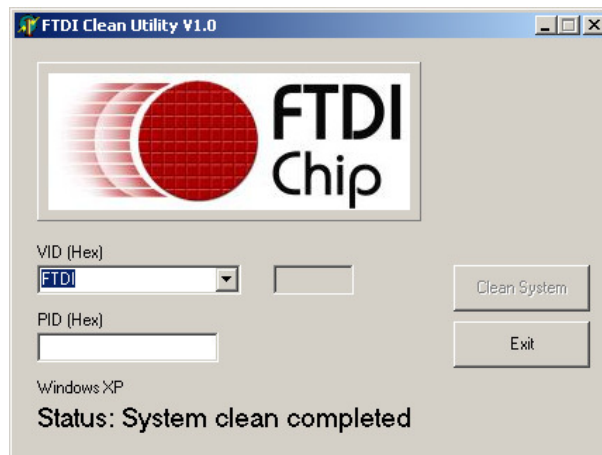 FTDI Clean Utility V1.0
FTDI
Chip
VID (Hex)
FTDI
Clean System
PID (Hex)
Exit
Windows XP
Status: System clean completed